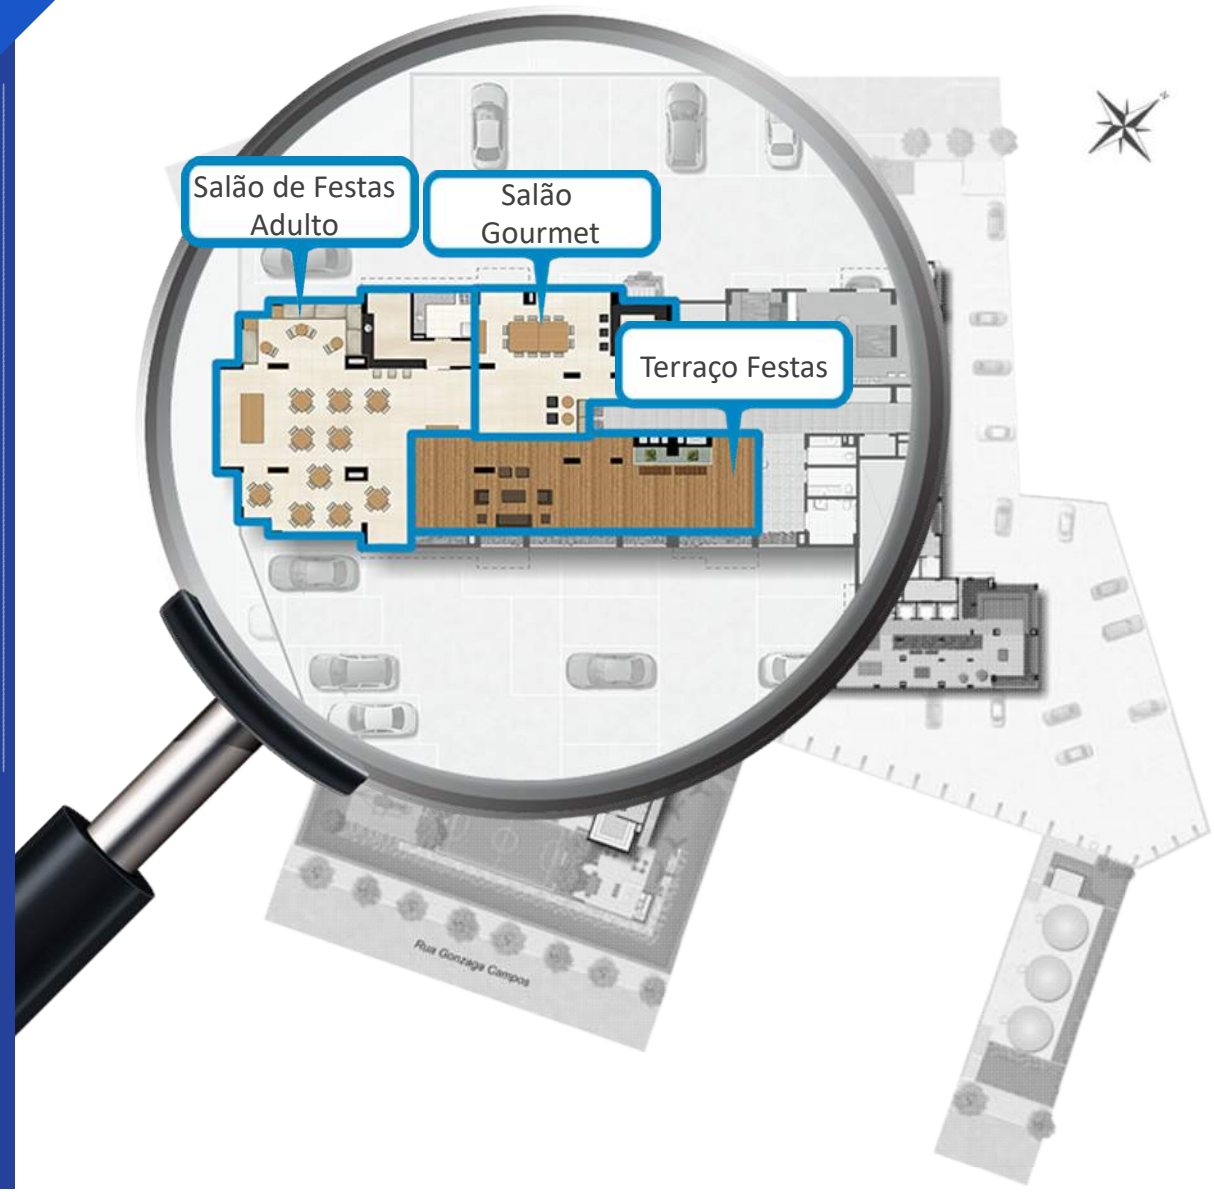 Salão de Festas
Adulto
Salão
Gourmet
Terraço Festas
Rua Gonzaga Campos